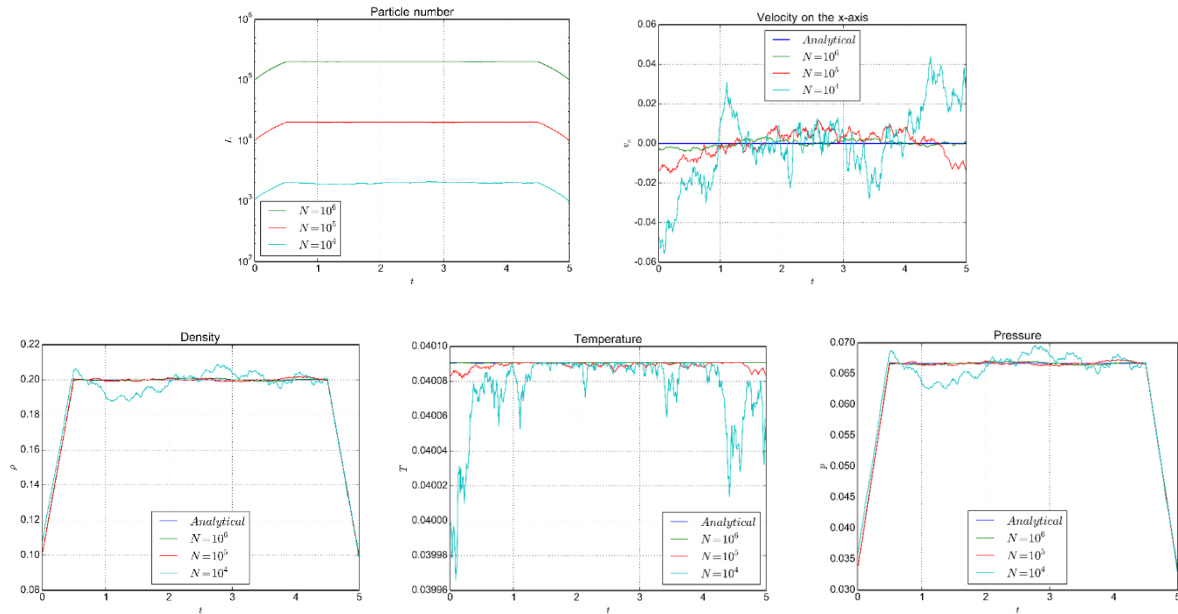 Particle number
10^6
10^5
10^4
10^3
10^2
L
N=10^6
N=10^5
N=10^4
0 1 2 3 4 5
t
Velocity on the x-axis
0.06
0.04
0.02
0.00
-0.02
-0.04
-0.06
v_x
Analytical
N=10^6
N=10^5
N=10^4
0 1 2 3 4 5
t
Density
0.22
0.20
0.18
0.16
0.14
0.12
0.10
0.08
ρ
Analytical
N=10^6
N=10^5
N=10^4
0 1 2 3 4 5
t
Temperature
0.04010
0.04008
0.04006
0.04004
0.04002
0.04000
0.03998
0.03996
T
Analytical
N=10^6
N=10^5
N=10^4
0 1 2 3 4 5
t
Pressure
0.070
0.065
0.060
0.055
0.050
0.045
0.040
0.035
0.030
p
Analytical
N=10^6
N=10^5
N=10^4
0 1 2 3 4 5
t